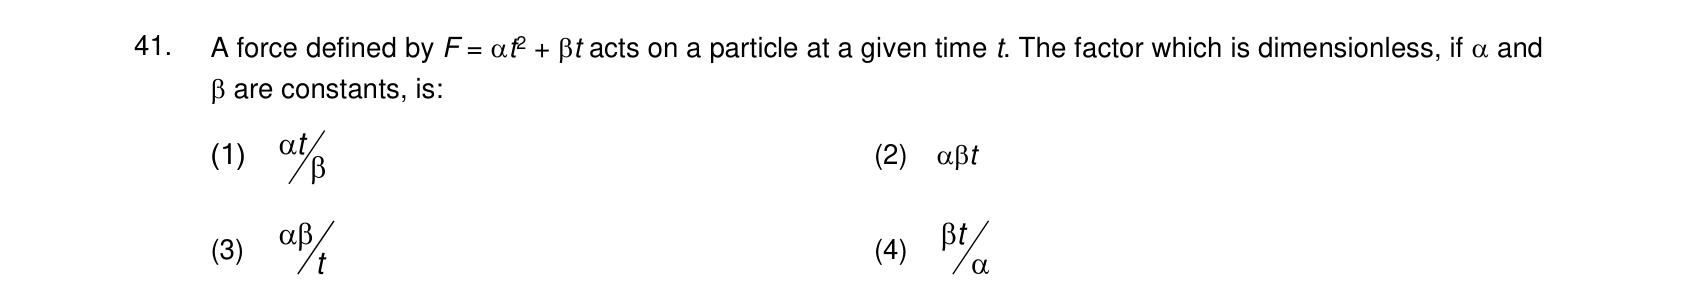 41. A force defined by F = αt² + βt acts on a particle at a given time t. The factor which is dimensionless, if α and
β are constants, is:
(1) αt/β (2) αβt
(3) αβ/t (4) βt/α